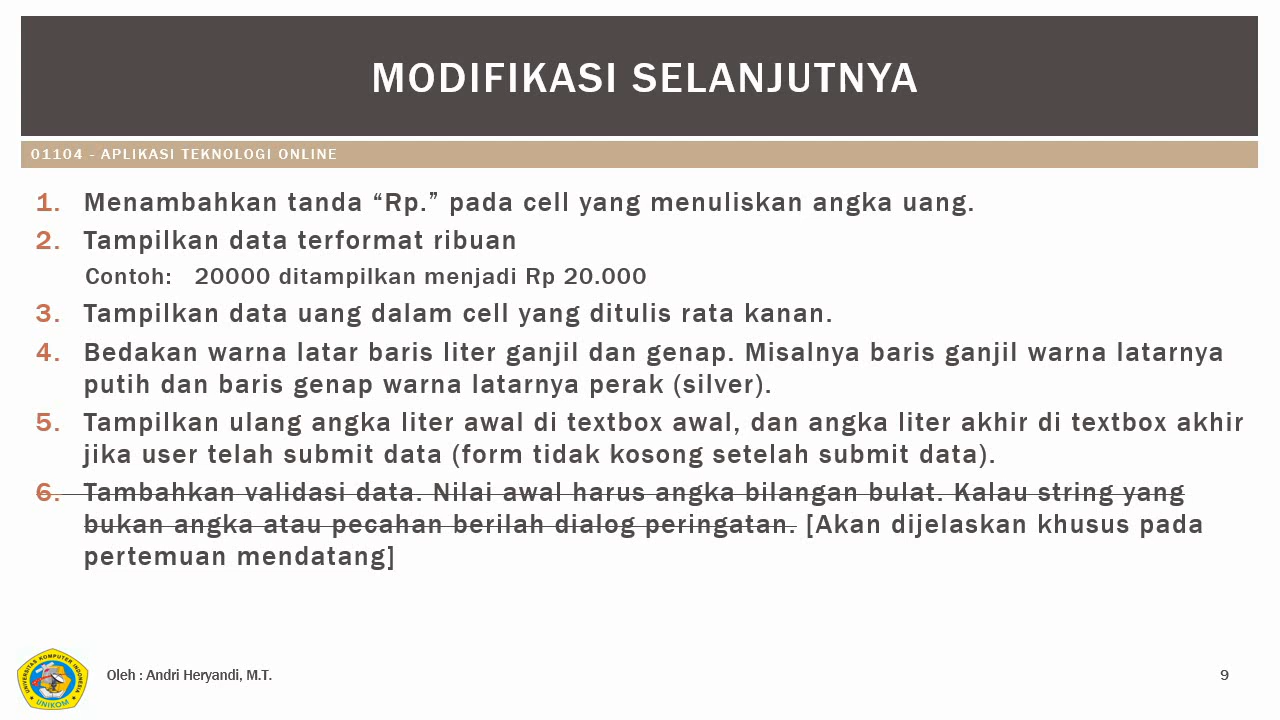 MODIFIKASI SELANJUTNYA
01104 - APLIKASI TEKNOLOGI ONLINE
1. Menambahkan tanda “Rp.” pada cell yang menuliskan angka uang.
2. Tampilkan data terformat ribuan
Contoh: 20000 ditampilkan menjadi Rp 20.000
3. Tampilkan data uang dalam cell yang ditulis rata kanan.
4. Bedakan warna latar baris liter ganjil dan genap. Misalnya baris ganjil warna latarnya
putih dan baris genap warna latarnya perak (silver).
5. Tampilkan ulang angka liter awal di textbox awal, dan angka liter akhir di textbox akhir
jika user telah submit data (form tidak kosong setelah submit data).
6. Tambahkan validasi data. Nilai awal harus angka bilangan bulat. Kalau string yang
bukan angka atau pecahan berilah dialog peringatan. [Akan dijelaskan khusus pada
pertemuan mendatang]
UNIVERSITAS KOMPUTER INDONESIA
UNIKOM
Oleh : Andri Heryandi, M.T.
9